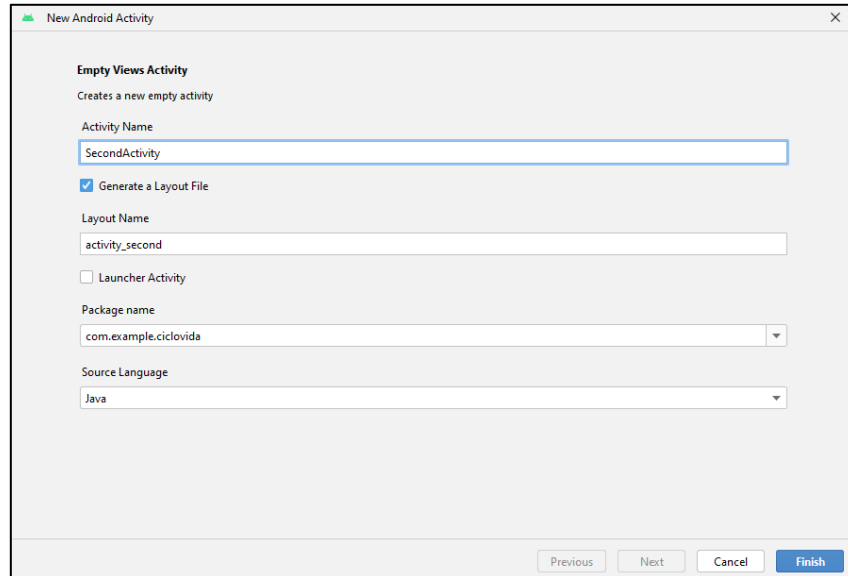 New Android Activity
Empty Views Activity
Creates a new empty activity
Activity Name
SecondActivity
Generate a Layout File
Layout Name
activity_second
Launcher Activity
Package name
com.example.ciclovida
Source Language
Java
Previous Next Cancel Finish